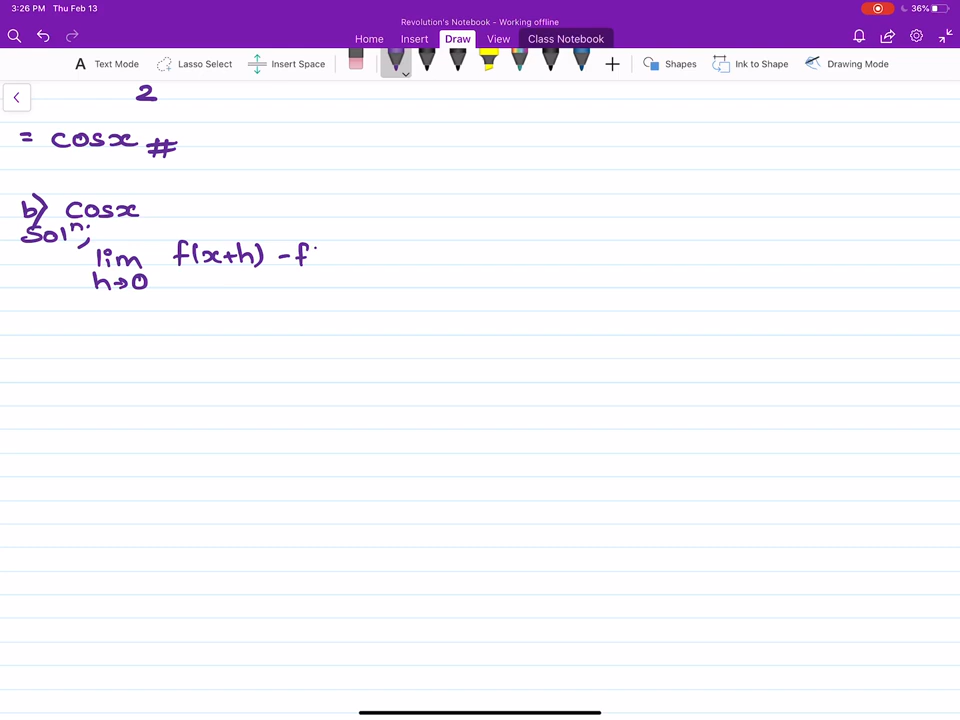 3:26 PM Thu Feb 13
36%
Revolution's Notebook - Working offline
Home Insert Draw View Class Notebook
Text Mode Lasso Select Insert Space Shapes Ink to Shape Drawing Mode
2
= cosx #
b) cosx
Solⁿ;
lim f(x+h) -f
h→0